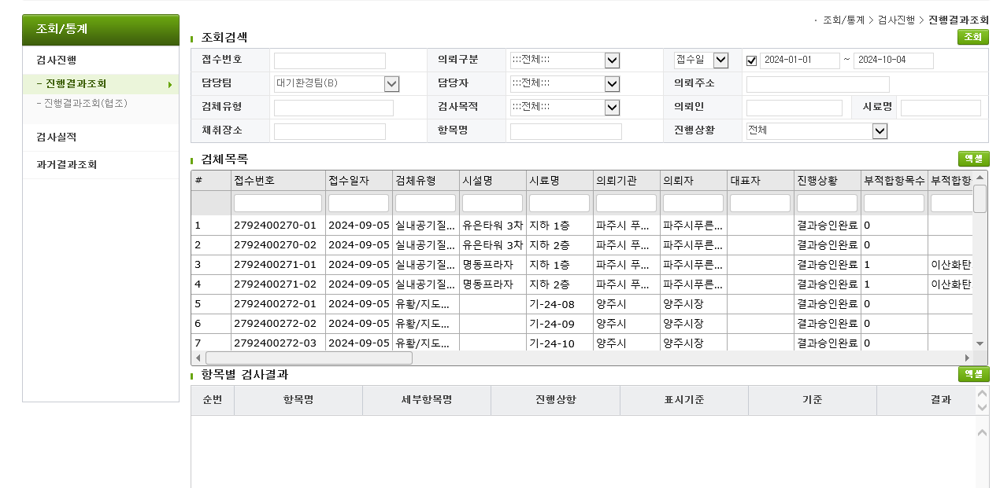 · 조회/통계 > 검사진행 > 진행결과조회
조회/통계
검사진행
- 진행결과조회
- 진행결과조회(협조)
검사실적
과거결과조회
조회검색
조회
접수번호 의뢰구분 :::전체::: 접수일 2024-01-01 ~ 2024-10-04
담당팀 대기환경팀(B) 담당자 :::전체::: 의뢰주소
검체유형 검사목적 :::전체::: 의뢰인 시료명
채취장소 항목명 진행상황 전체
검체목록
엑셀
# 접수번호 접수일자 검체유형 시설명 시료명 의뢰기관 의뢰자 대표자 진행상황 부적합항목수 부적합항
1 2792400270-01 2024-09-05 실내공기질... 유은타워 3차 지하 1층 파주시 푸... 파주시푸른... 결과승인완료 0
2 2792400270-02 2024-09-05 실내공기질... 유은타워 3차 지하 2층 파주시 푸... 파주시푸른... 결과승인완료 0
3 2792400271-01 2024-09-05 실내공기질... 명동프라자 지하 1층 파주시 푸... 파주시푸른... 결과승인완료 1 이산화탄
4 2792400271-02 2024-09-05 실내공기질... 명동프라자 지하 2층 파주시 푸... 파주시푸른... 결과승인완료 1 이산화탄
5 2792400272-01 2024-09-05 유황/지도... 기-24-08 양주시 양주시장 결과승인완료 0
6 2792400272-02 2024-09-05 유황/지도... 기-24-09 양주시 양주시장 결과승인완료 0
7 2792400272-03 2024-09-05 유황/지도... 기-24-10 양주시 양주시장 결과승인완료 0
항목별 검사결과
엑셀
순번 항목명 세부항목명 진행상항 표시기준 기준 결과